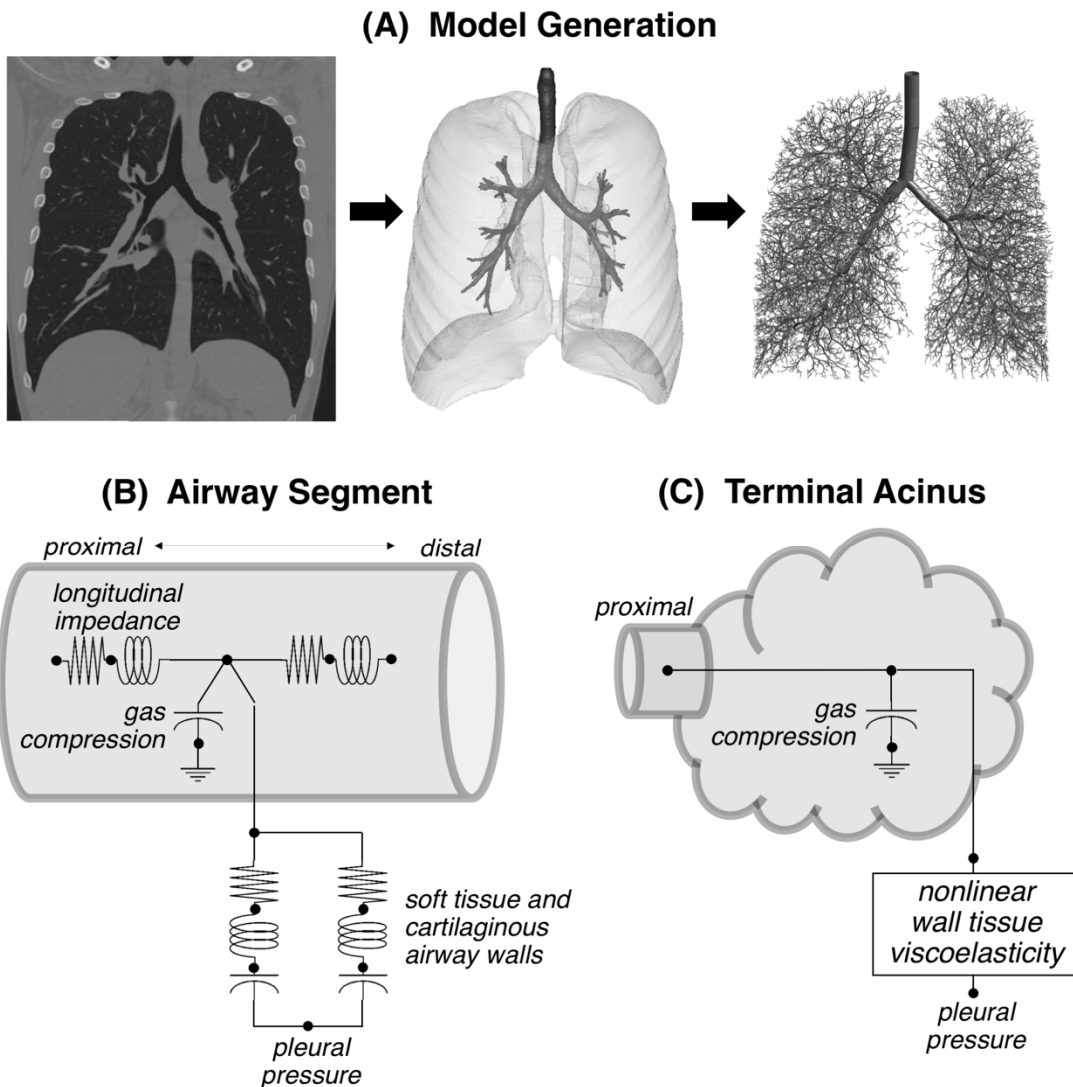 (A) Model Generation
(B) Airway Segment
proximal
distal
longitudinal
impedance
gas
compression
soft tissue and
cartilaginous
airway walls
pleural
pressure
(C) Terminal Acinus
proximal
gas
compression
nonlinear
wall tissue
viscoelasticity
pleural
pressure